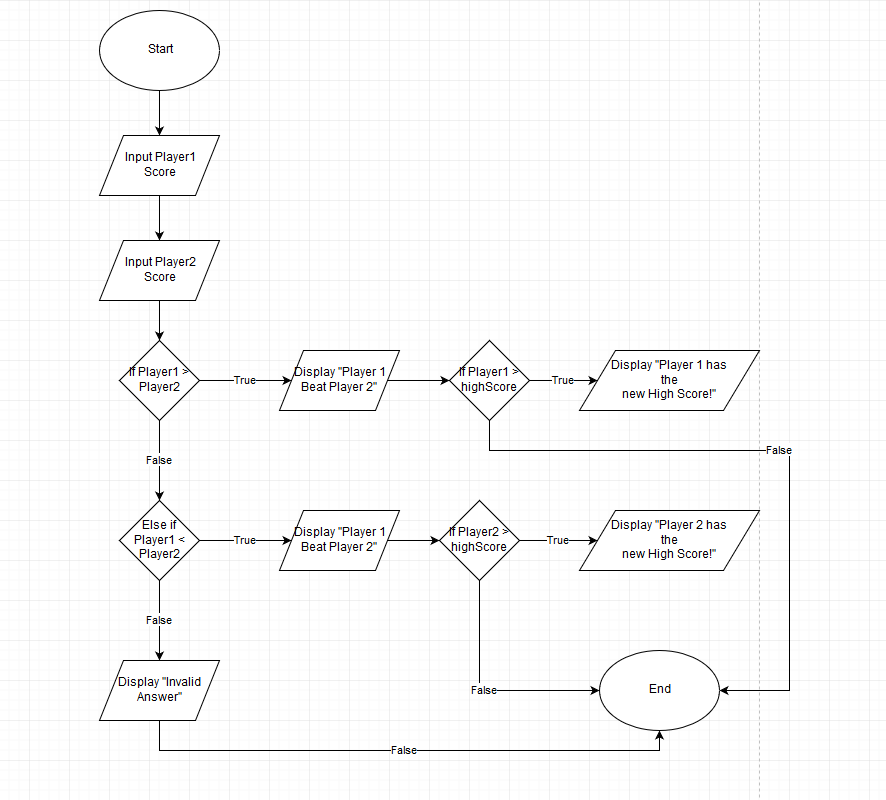 Start
Input Player1
Score
Input Player2
Score
If Player1 >
Player2
True
Display "Player 1
Beat Player 2"
If Player1 >
highScore
True
Display "Player 1 has
the
new High Score!"
False
False
Else if
Player1 <
Player2
True
Display "Player 1
Beat Player 2"
If Player2 >
highScore
True
Display "Player 2 has
the
new High Score!"
False
Display "Invalid
Answer"
False
End
False